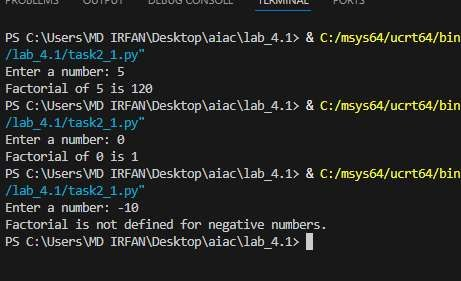 PROBLEMS OUTPUT DEBUG CONSOLE TERMINAL PORTS
PS C:\Users\MD IRFAN\Desktop\aiac\lab_4.1> & C:/msys64/ucrt64/bin
/lab_4.1/task2_1.py"
Enter a number: 5
Factorial of 5 is 120
PS C:\Users\MD IRFAN\Desktop\aiac\lab_4.1> & C:/msys64/ucrt64/bin
/lab_4.1/task2_1.py"
Enter a number: 0
Factorial of 0 is 1
PS C:\Users\MD IRFAN\Desktop\aiac\lab_4.1> & C:/msys64/ucrt64/bin
/lab_4.1/task2_1.py"
Enter a number: -10
Factorial is not defined for negative numbers.
PS C:\Users\MD IRFAN\Desktop\aiac\lab_4.1>